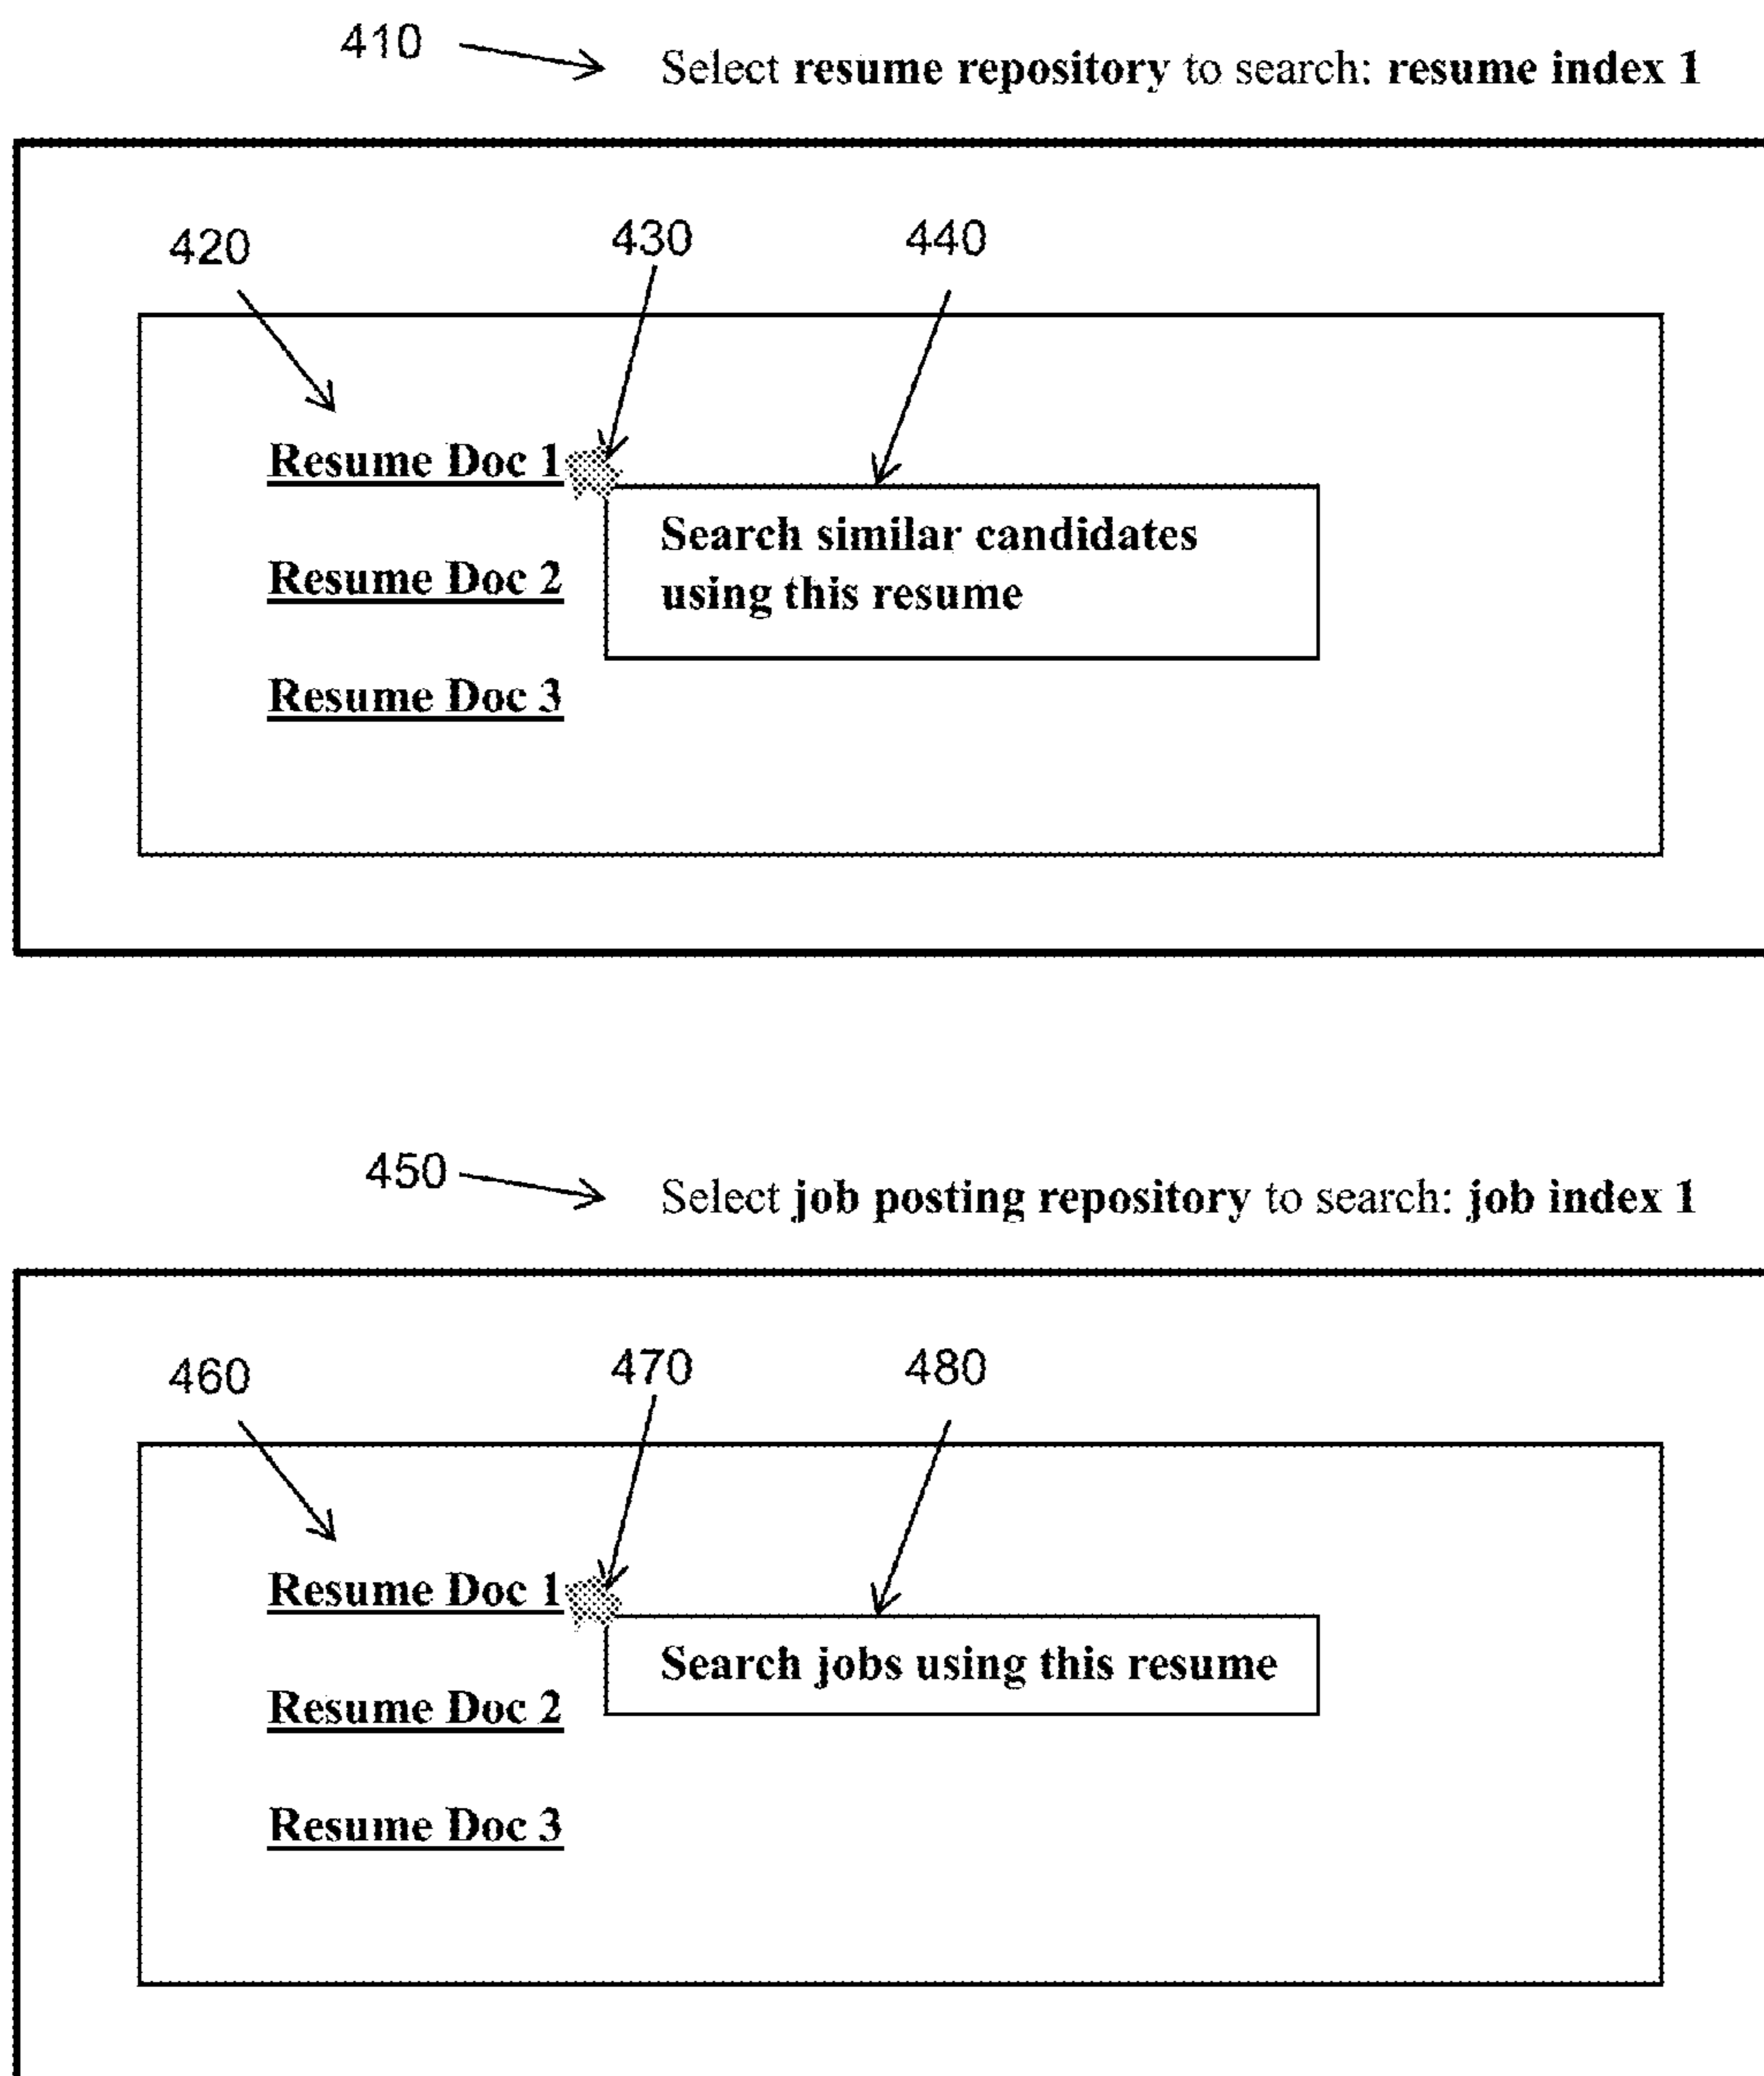 410
Select resume repository to search: resume index 1
420
430
440
Resume Doc 1
Search similar candidates
using this resume
Resume Doc 2
Resume Doc 3
450
Select job posting repository to search: job index 1
460
470
480
Resume Doc 1
Search jobs using this resume
Resume Doc 2
Resume Doc 3